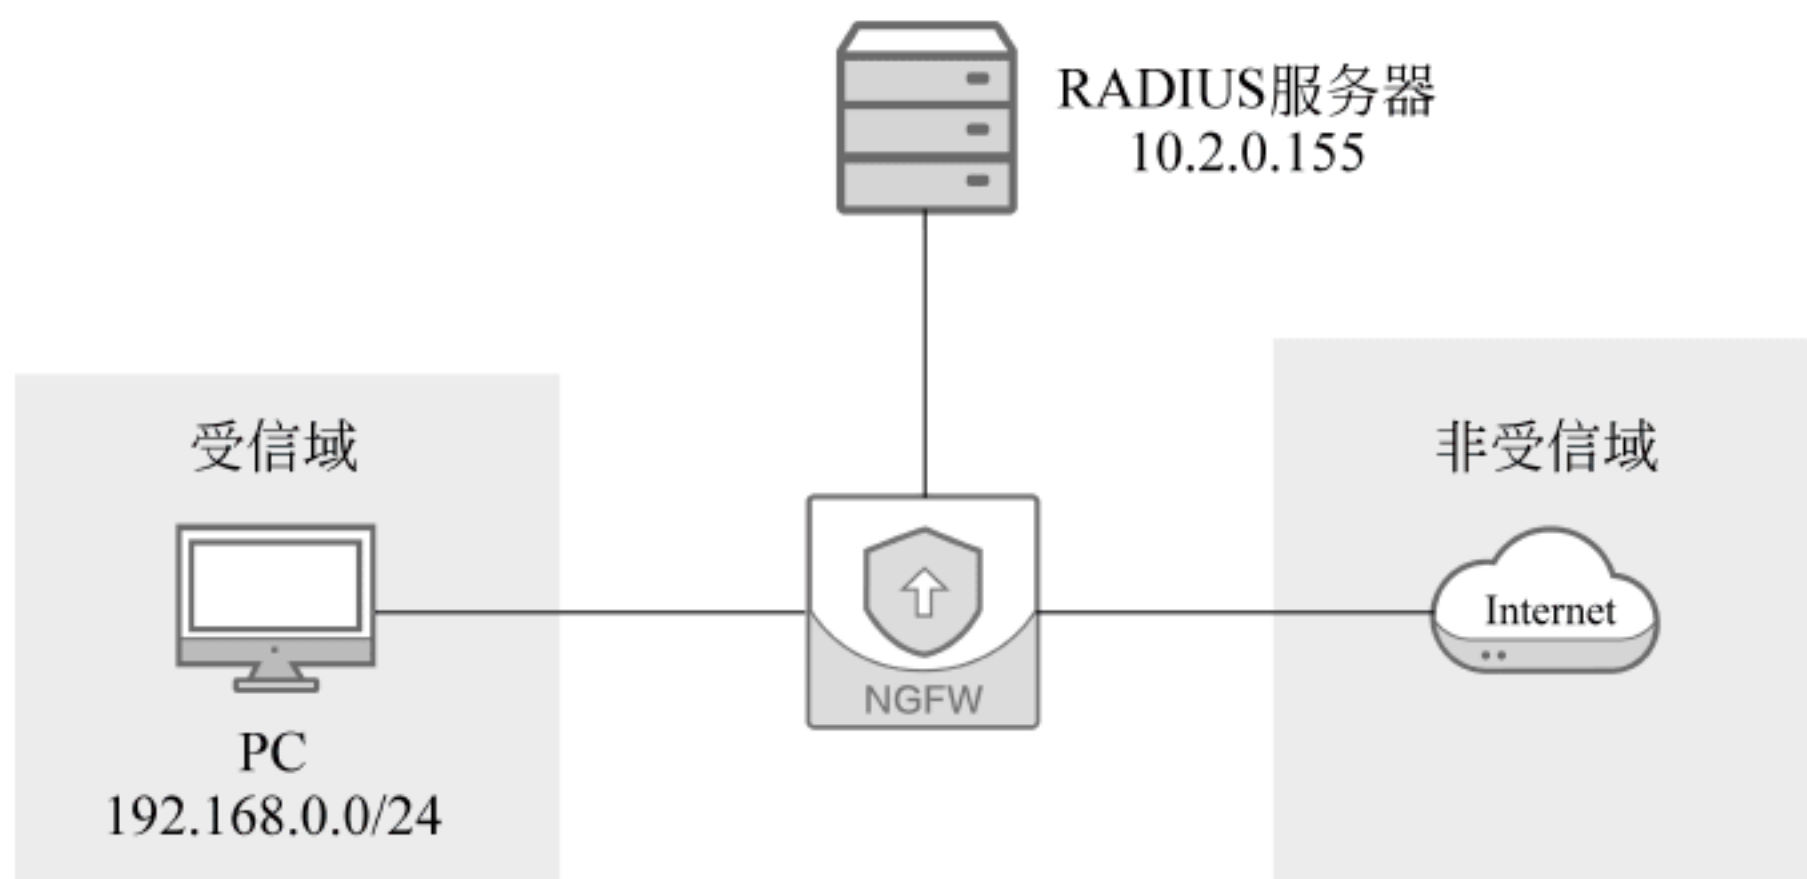 RADIUS服务器
10.2.0.155
受信域
非受信域
Internet
NGFW
PC
192.168.0.0/24